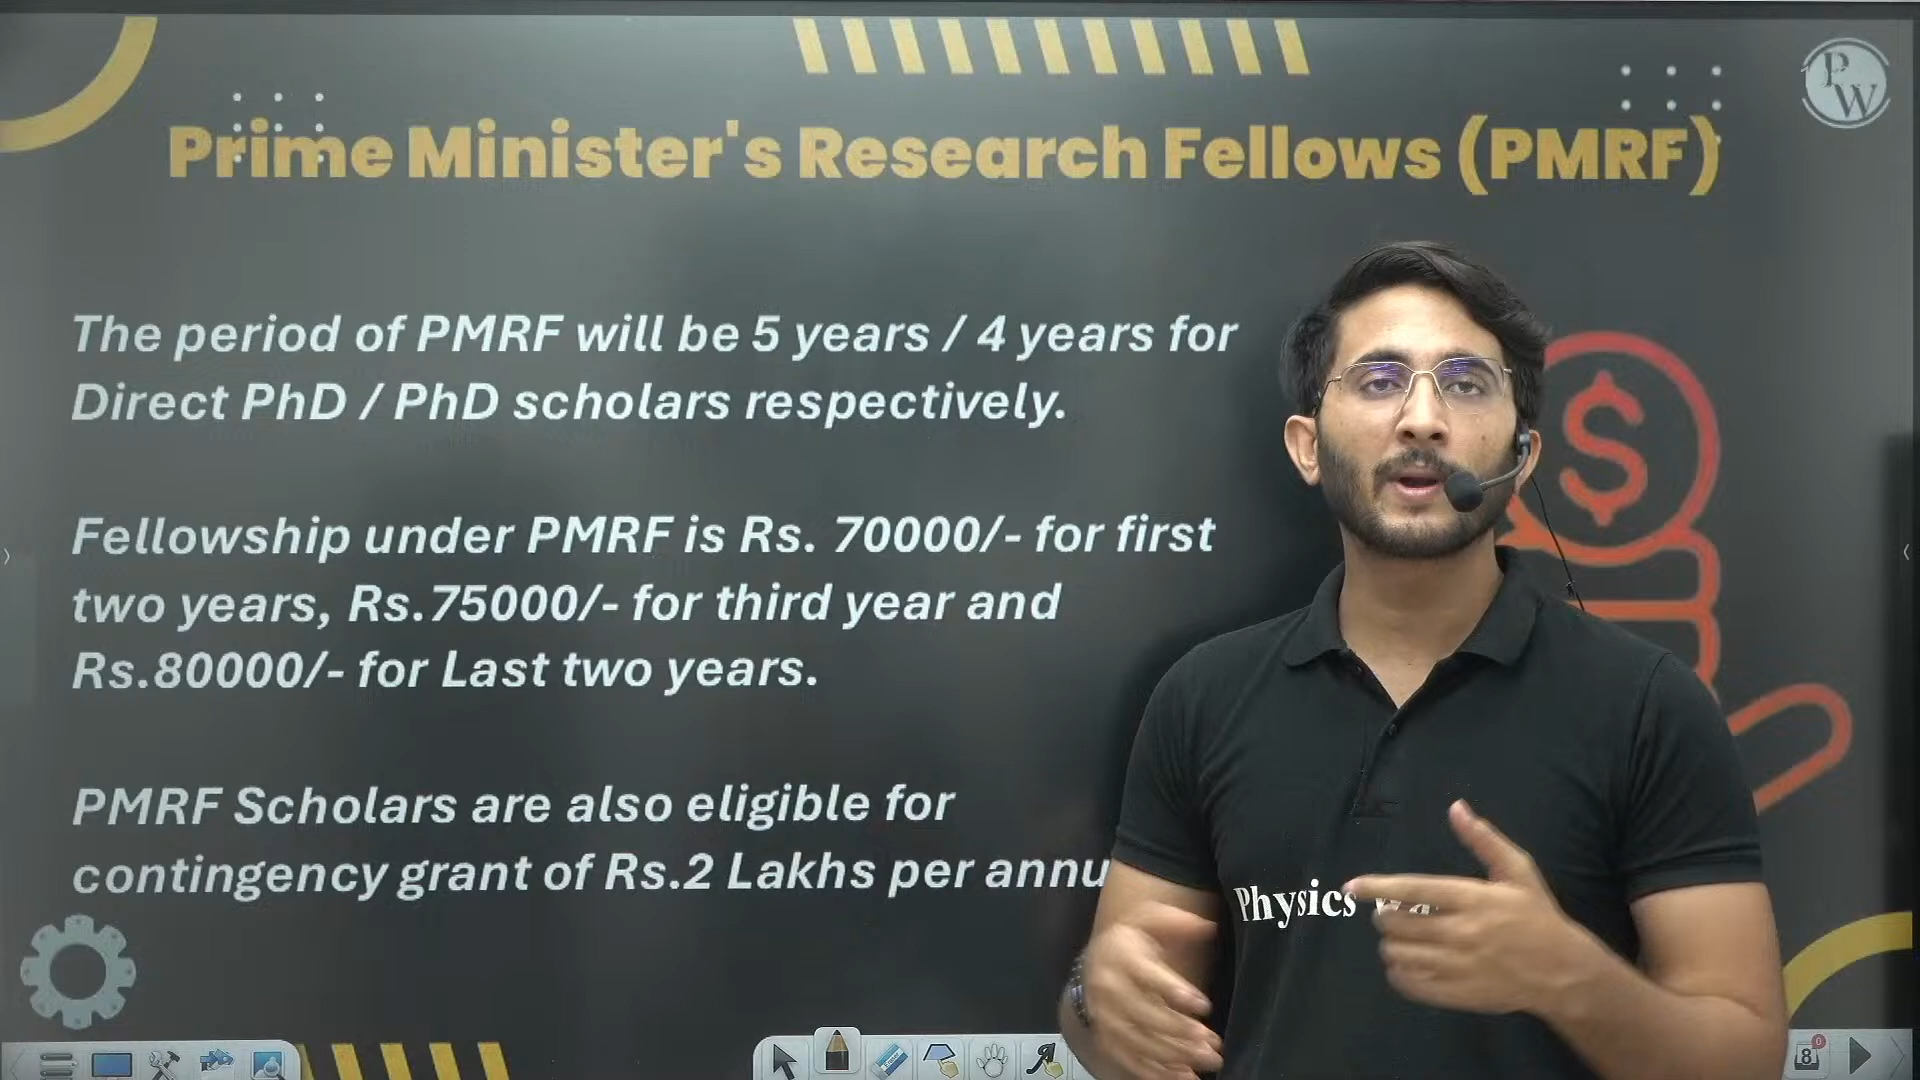 PW
Prime Minister's Research Fellows (PMRF)
The period of PMRF will be 5 years / 4 years for
Direct PhD / PhD scholars respectively.
Fellowship under PMRF is Rs. 70000/- for first
two years, Rs.75000/- for third year and
Rs.80000/- for Last two years.
PMRF Scholars are also eligible for
contingency grant of Rs.2 Lakhs per annu
Physics Wa